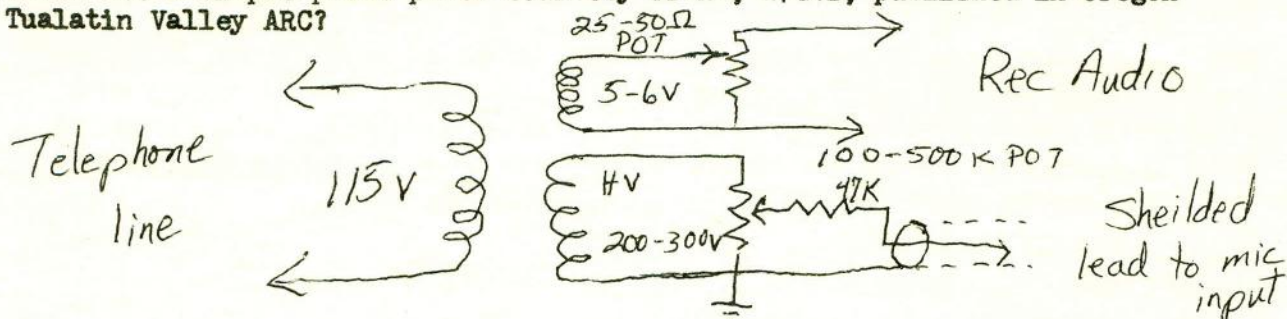 Tualatin Valley ARC?
25-50Ω
POT
5-6V
Rec Audio
Telephone
line
115V
100-500K POT
HV
47K
200-300V
Sheilded
lead to mic
input